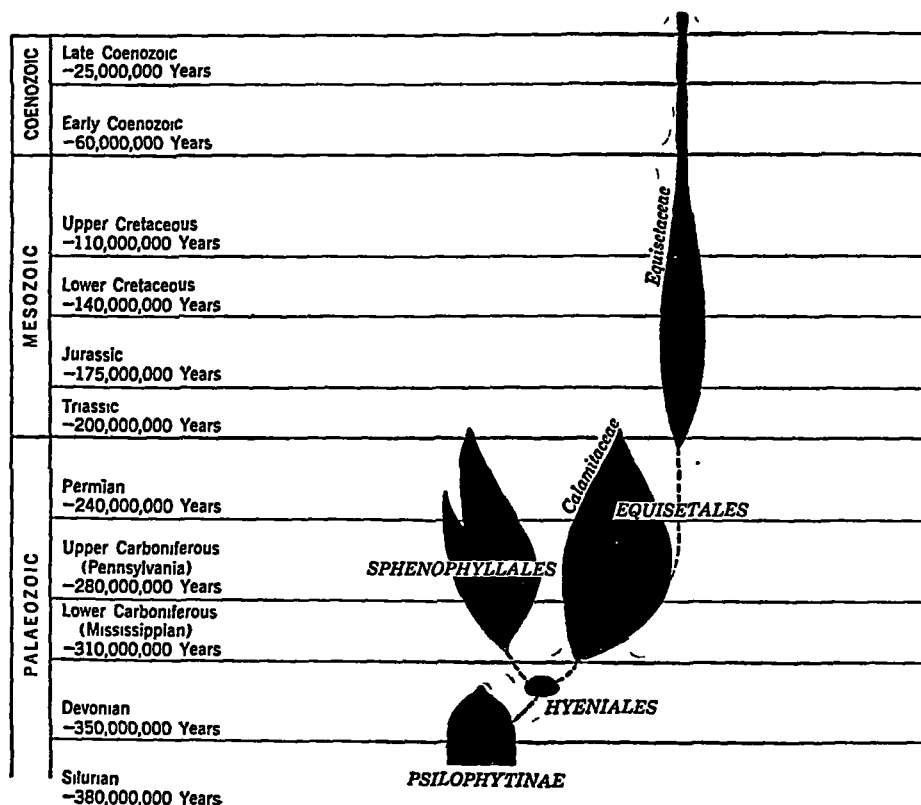 COENOZOIC
Late Coenozoic
–25,000,000 Years
Early Coenozoic
–60,000,000 Years
MESOZOIC
Upper Cretaceous
–110,000,000 Years
Lower Cretaceous
–140,000,000 Years
Jurassic
–175,000,000 Years
Triassic
–200,000,000 Years
PALAEOZOIC
Permian
–240,000,000 Years
Upper Carboniferous
(Pennsylvania)
–280,000,000 Years
Lower Carboniferous
(Mississippian)
–310,000,000 Years
Devonian
–350,000,000 Years
Silurian
–380,000,000 Years
Equisetaceae
Calamitaceae
EQUISETALES
SPHENOPHYLLALES
HYENIALES
PSILOPHYTINAE